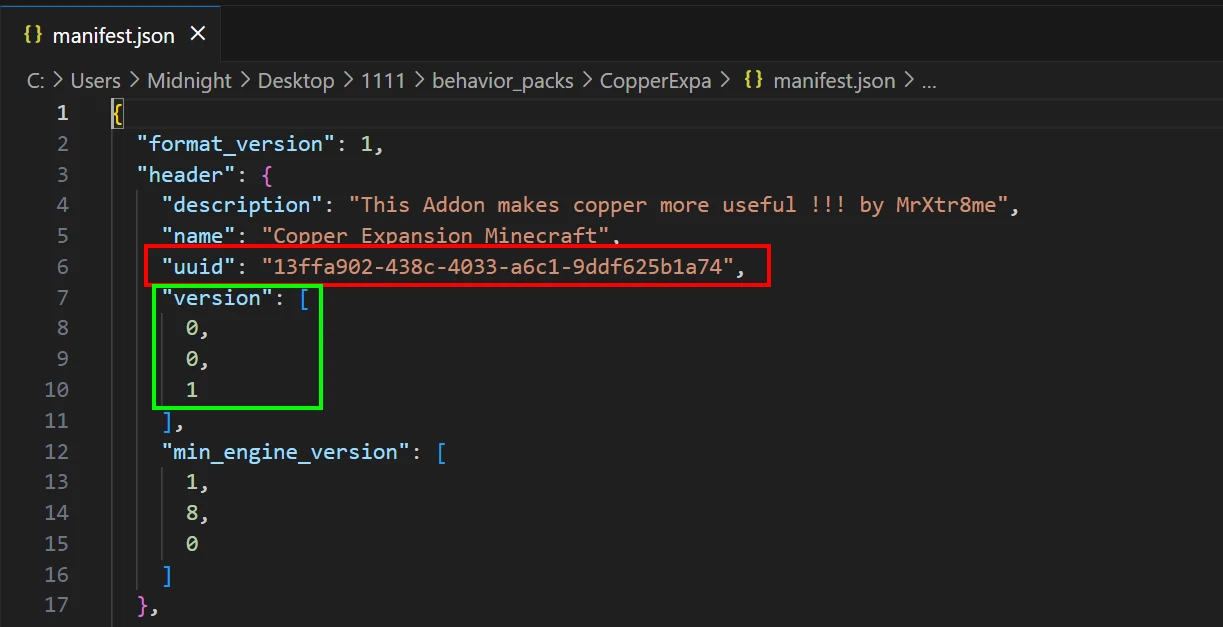 {} manifest.json ×
C: > Users > Midnight > Desktop > 1111 > behavior_packs > CopperExpa > {} manifest.json > ...
1 {
2 "format_version": 1,
3 "header": {
4 "description": "This Addon makes copper more useful !!! by MrXtr8me",
5 "name": "Copper Expansion Minecraft",
6 "uuid": "13ffa902-438c-4033-a6c1-9ddf625b1a74",
7 "version": [
8 0,
9 0,
10 1
11 ],
12 "min_engine_version": [
13 1,
14 8,
15 0
16 ]
17 },